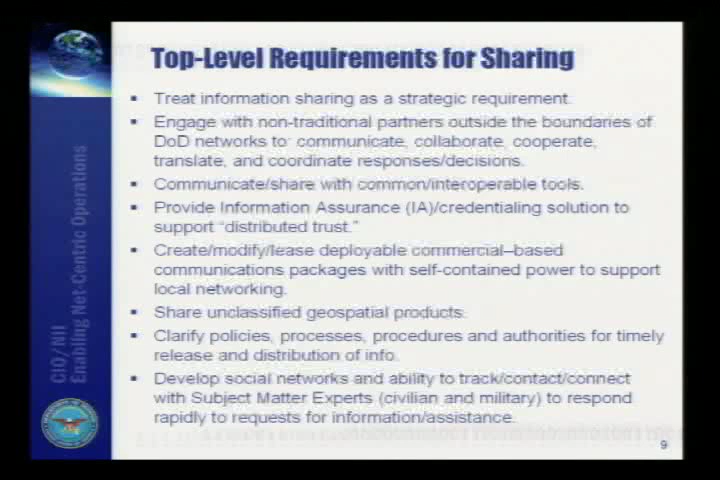 Top-Level Requirements for Sharing
▪ Treat information sharing as a strategic requirement.
▪ Engage with non-traditional partners outside the boundaries of
DoD networks to: communicate, collaborate, cooperate,
translate, and coordinate responses/decisions.
▪ Communicate/share with common/interoperable tools.
▪ Provide Information Assurance (IA)/credentialing solution to
support "distributed trust."
▪ Create/modify/lease deployable commercial–based
communications packages with self-contained power to support
local networking.
▪ Share unclassified geospatial products.
▪ Clarify policies, processes, procedures and authorities for timely
release and distribution of info.
▪ Develop social networks and ability to track/contact/connect
with Subject Matter Experts (civilian and military) to respond
rapidly to requests for information/assistance.
CIO/NII
Enabling Net-Centric Operations
9